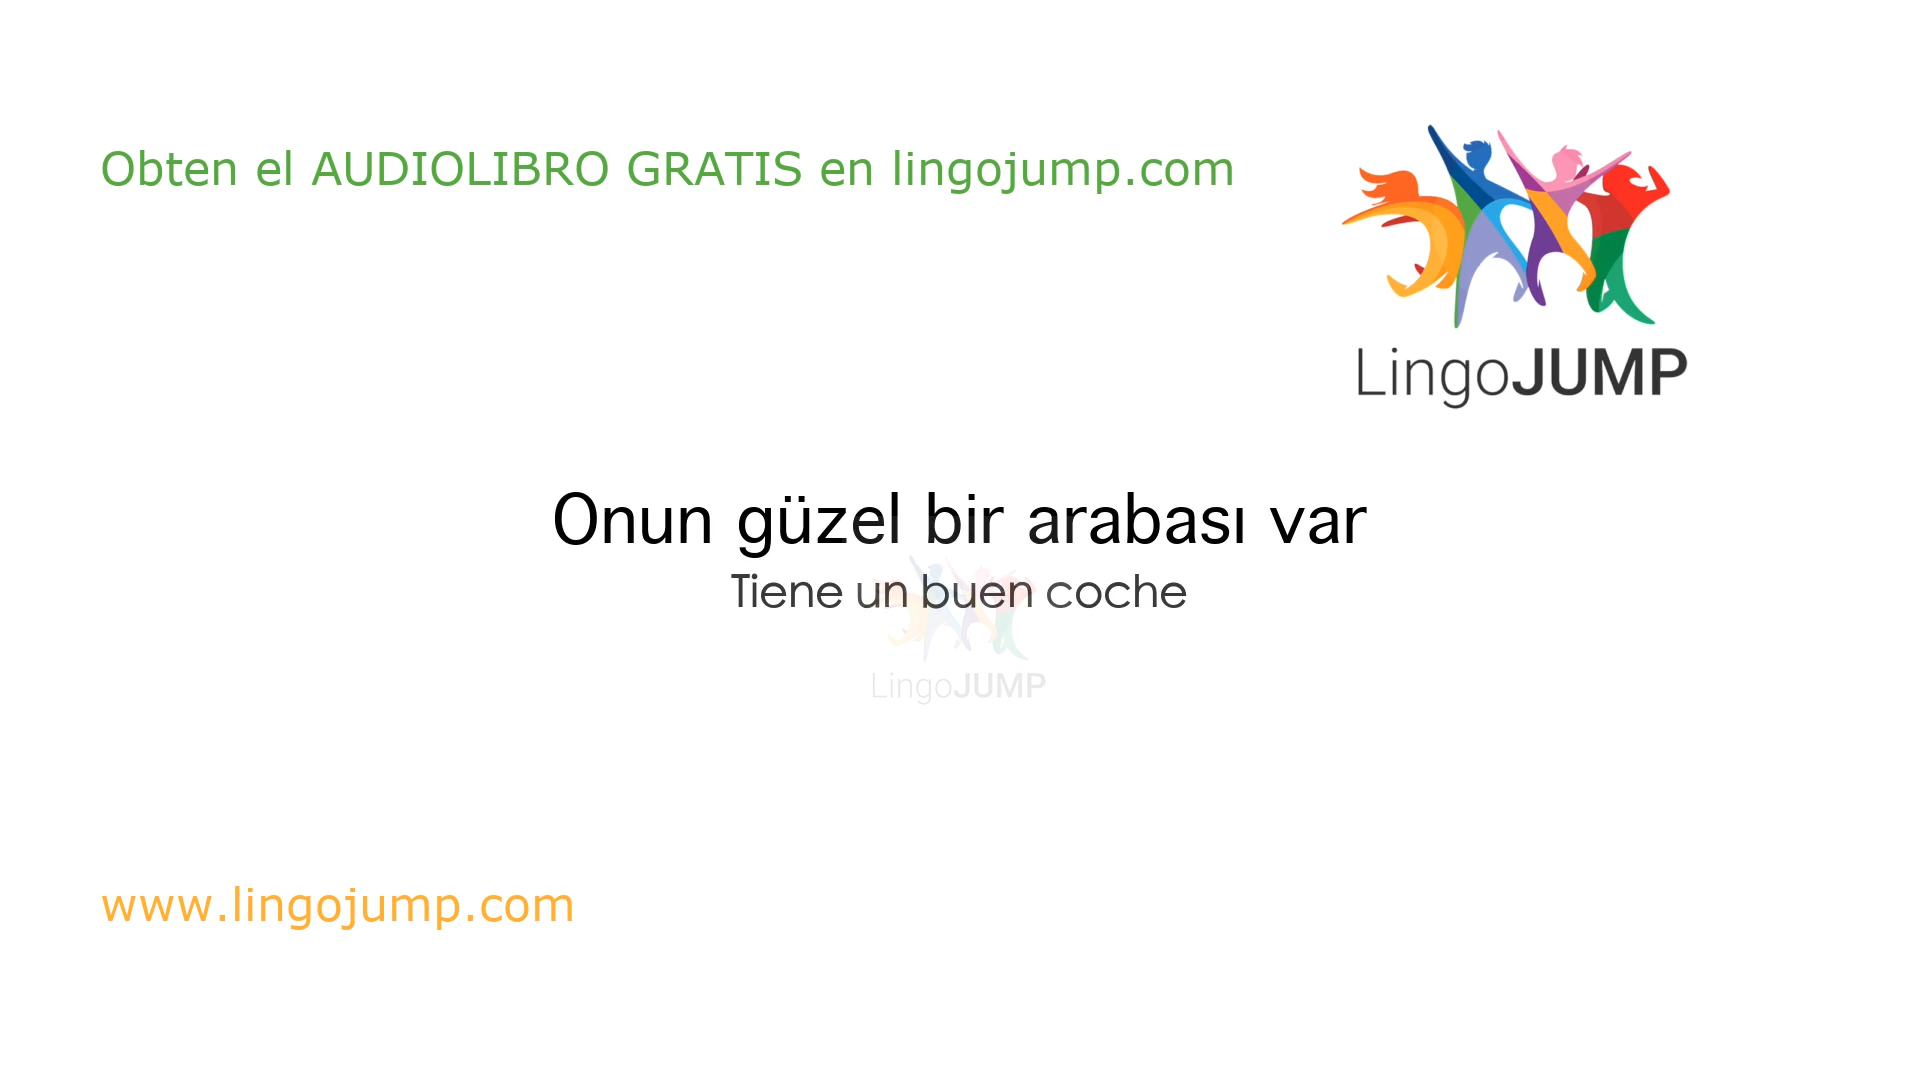 Obten el AUDIOLIBRO GRATIS en lingojump.com
LingoJUMP
Onun güzel bir arabası var
Tiene un buen coche
LingoJUMP
www.lingojump.com